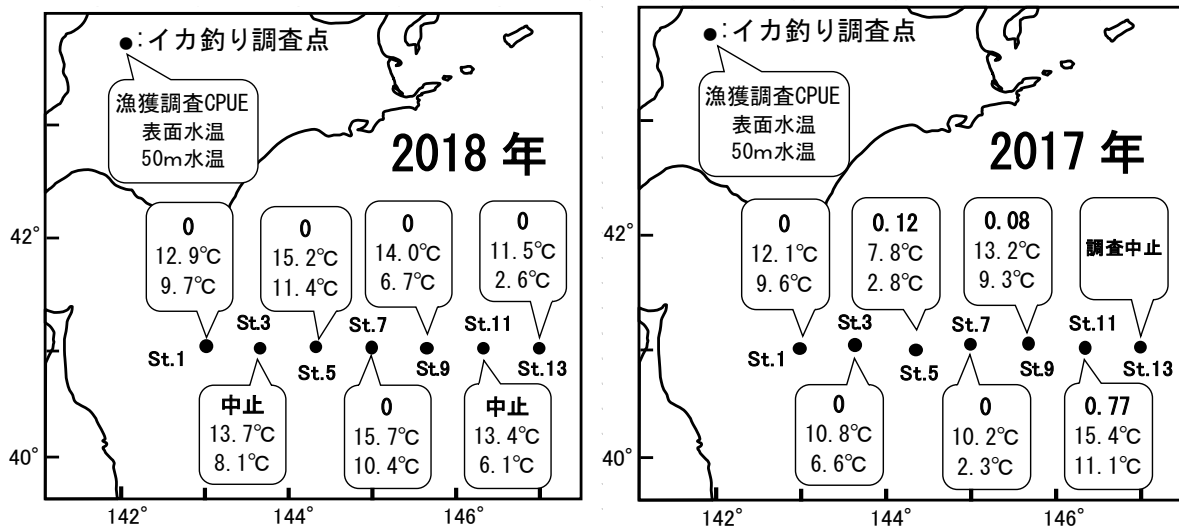 ●:イカ釣り調査点
漁獲調査CPUE
表面水温
50m水温
2018 年
42°
40°
0
12.9℃
9.7℃
0
15.2℃
11.4℃
0
14.0℃
6.7℃
0
11.5℃
2.6℃
St.1
St.3
St.5
St.7
St.9
St.11
St.13
中止
13.7℃
8.1℃
0
15.7℃
10.4℃
中止
13.4℃
6.1℃
142°
144°
146°
●:イカ釣り調査点
漁獲調査CPUE
表面水温
50m水温
2017 年
42°
40°
0
12.1℃
9.6℃
0.12
7.8℃
2.8℃
0.08
13.2℃
9.3℃
調査中止
St.1
St.3
St.5
St.7
St.9
St.11
St.13
0
10.8℃
6.6℃
0
10.2℃
2.3℃
0.77
15.4℃
11.1℃
142°
144°
146°